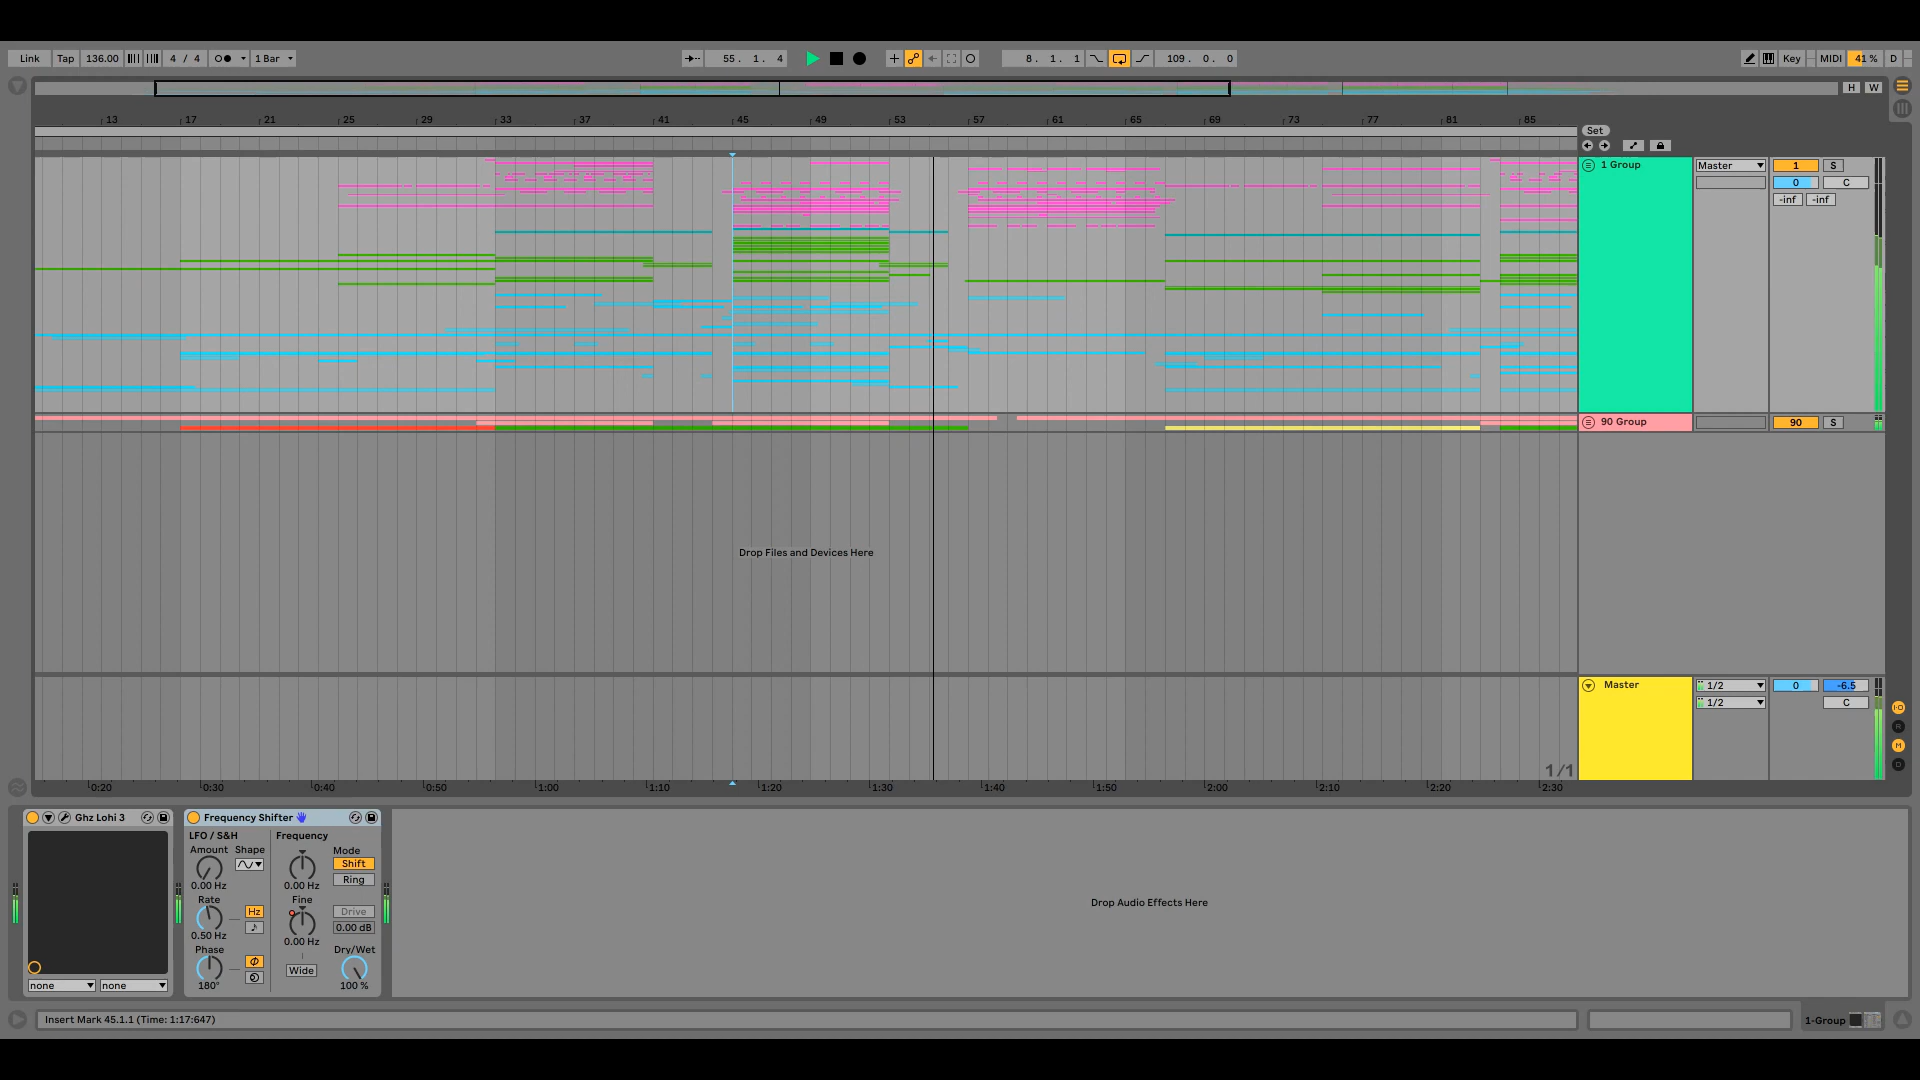 Link Tap 136.00 4 / 4 1 Bar 55. 1. 4 8. 1. 1 109. 0. 0 Key MIDI 41 % D
H W
13 17 21 25 29 33 37 41 45 49 53 57 61 65 69 73 77 81 85
Set
1 Group Master 1 S
0 C
-inf -inf
90 Group 90 S
Drop Files and Devices Here
Master 1/2 0 -6.5
1/2 C
1/1
0:20 0:30 0:40 0:50 1:00 1:10 1:20 1:30 1:40 1:50 2:00 2:10 2:20 2:30
Ghz Lohi 3
none none
Frequency Shifter
LFO / S&H Frequency
Amount Shape Mode
Shift
0.00 Hz 0.00 Hz Ring
Rate Fine
Hz Drive
0.50 Hz 0.00 Hz 0.00 dB
Phase Dry/Wet
Wide
180° 100 %
Drop Audio Effects Here
Insert Mark 45.1.1 (Time: 1:17:647)
1-Group